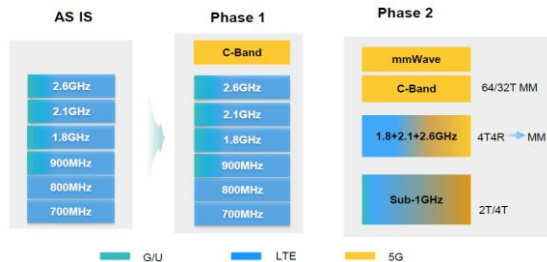 AS IS
2.6GHz
2.1GHz
1.8GHz
900MHz
800MHz
700MHz
Phase 1
C-Band
2.6GHz
2.1GHz
1.8GHz
900MHz
800MHz
700MHz
Phase 2
mmWave
C-Band
64/32T MM
1.8+2.1+2.6GHz
4T4R MM
Sub-1GHz
2T/4T
G/U
LTE
5G